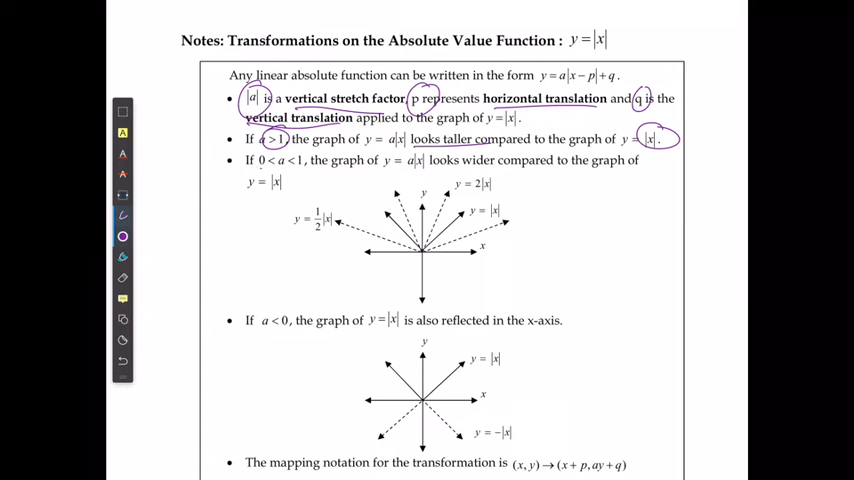 Notes: Transformations on the Absolute Value Function : y = |x|
Any linear absolute function can be written in the form y = a|x − p| + q .
• |a| is a vertical stretch factor, p represents horizontal translation and q is the
vertical translation applied to the graph of y = |x| .
• If a > 1, the graph of y = a|x| looks taller compared to the graph of y = |x| .
• If 0 < a < 1, the graph of y = a|x| looks wider compared to the graph of
y = |x|
y
y = 2|x|
y = |x|
y = 1/2 |x|
x
• If a < 0, the graph of y = |x| is also reflected in the x-axis.
y
y = |x|
x
y = −|x|
• The mapping notation for the transformation is (x, y) → (x + p, ay + q)